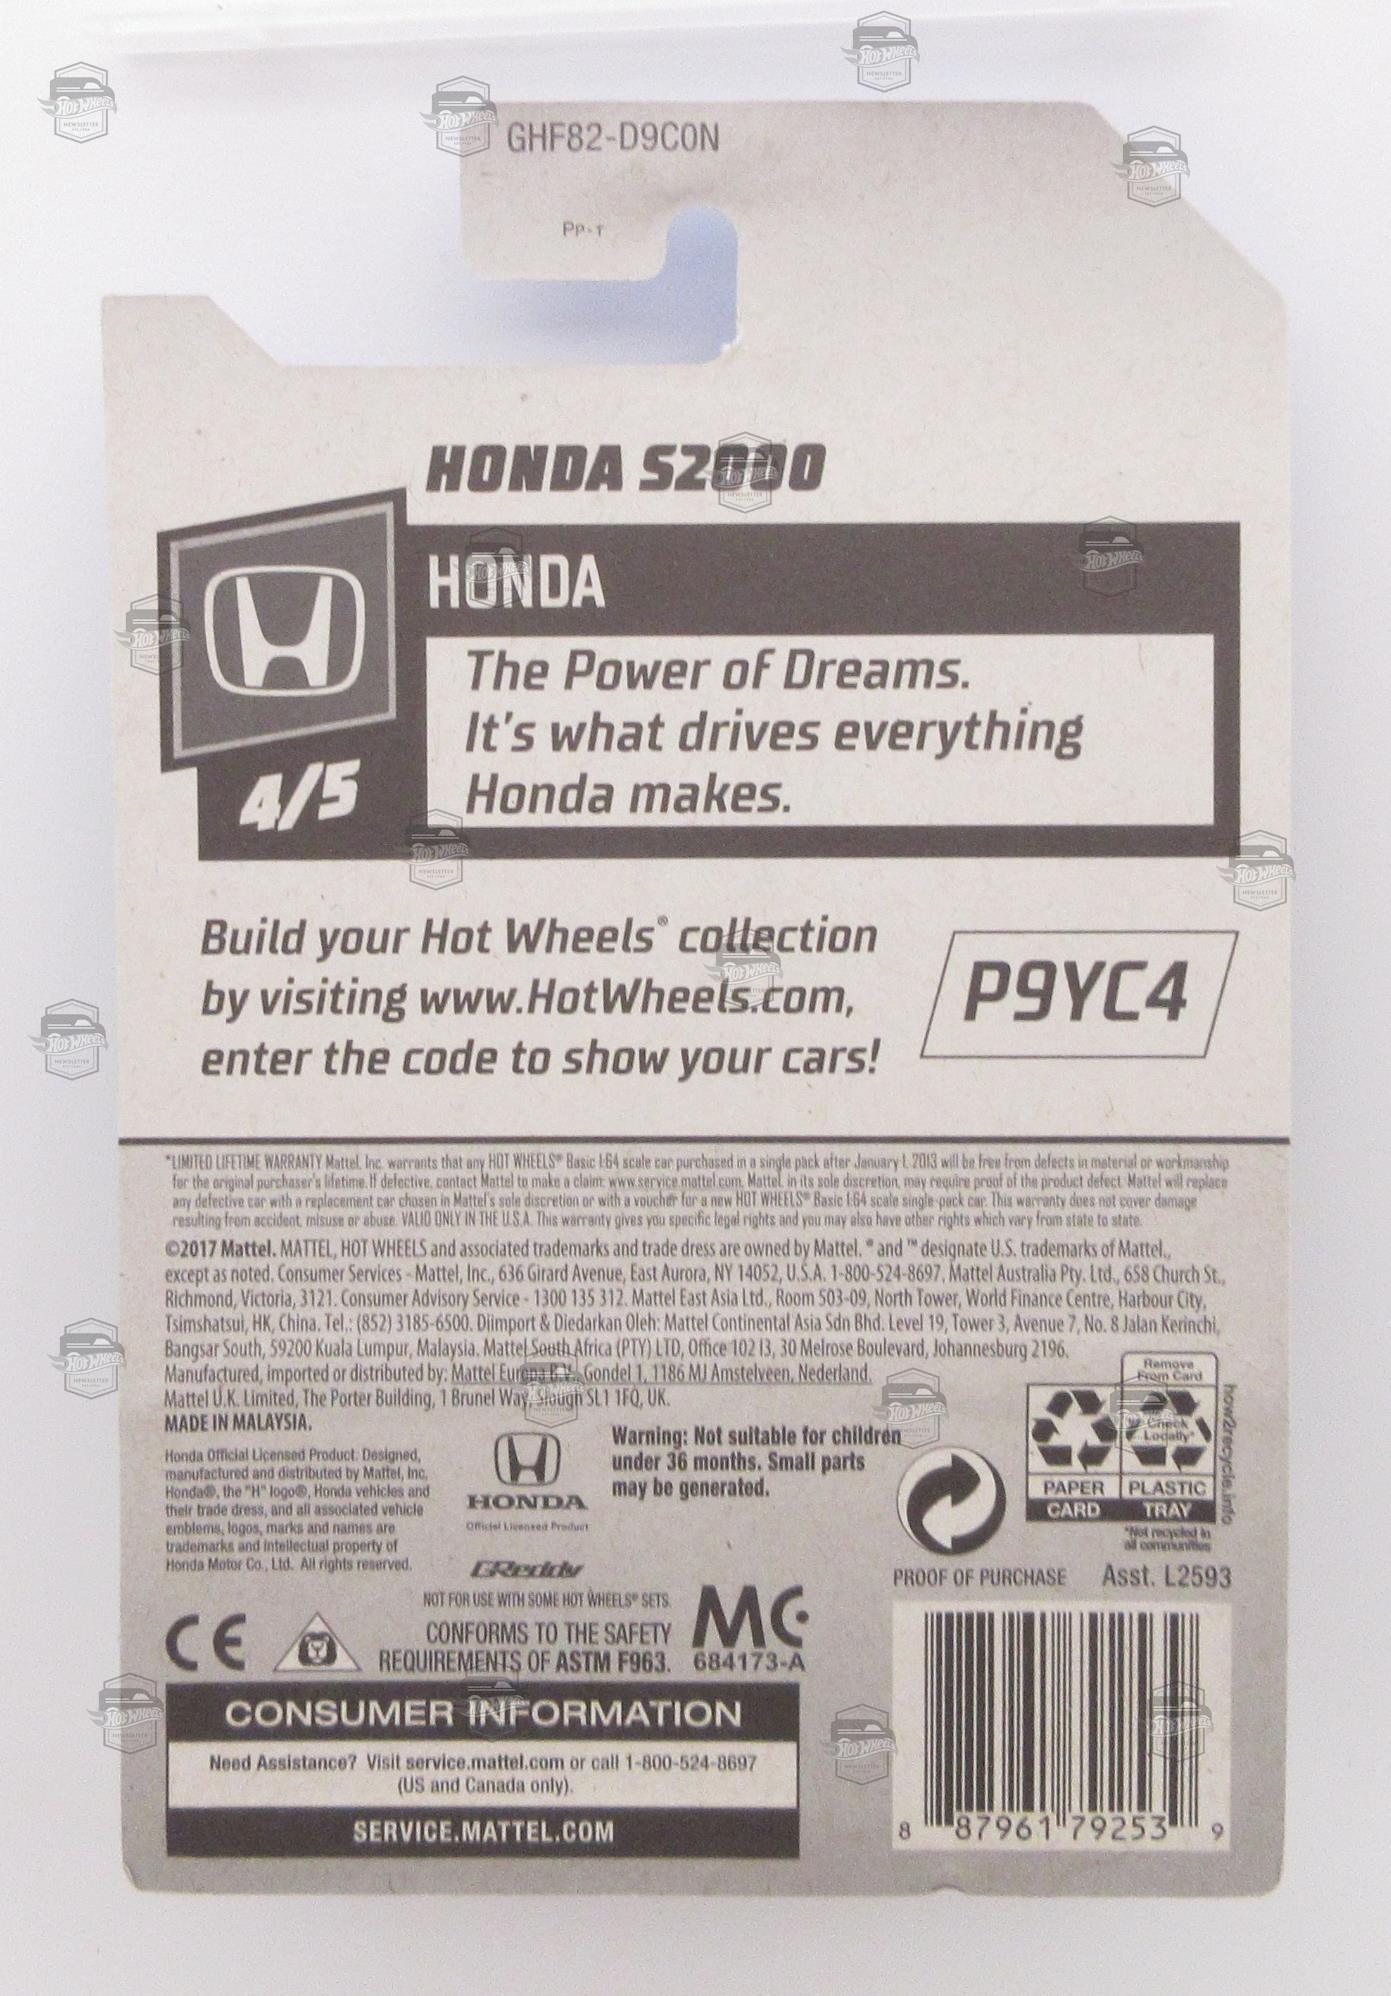 GHF82-D9C0N
PP-T
HONDA S2000
HONDA
The Power of Dreams.
It's what drives everything
Honda makes.
4/5
Build your Hot Wheels® collection
by visiting www.HotWheels.com,
enter the code to show your cars!
P9YC4
*LIMITED LIFETIME WARRANTY Mattel, Inc. warrants that any HOT WHEELS® Basic 1:64 scale car purchased in a single pack after January 1, 2013 will be free from defects in material or workmanship
for the original purchaser's lifetime. If defective, contact Mattel to make a claim: www.service.mattel.com. Mattel, in its sole discretion, may require proof of the product defect. Mattel will replace
any defective car with a replacement car chosen in Mattel's sole discretion or with a voucher for a new HOT WHEELS® Basic 1:64 scale single-pack car. This warranty does not cover damage
resulting from accident, misuse or abuse. VALID ONLY IN THE U.S.A. This warranty gives you specific legal rights and you may also have other rights which vary from state to state.
©2017 Mattel. MATTEL, HOT WHEELS and associated trademarks and trade dress are owned by Mattel. ® and ™ designate U.S. trademarks of Mattel.,
except as noted. Consumer Services - Mattel, Inc., 636 Girard Avenue, East Aurora, NY 14052, U.S.A. 1-800-524-8697. Mattel Australia Pty. Ltd., 658 Church St.,
Richmond, Victoria, 3121. Consumer Advisory Service - 1300 135 312. Mattel East Asia Ltd., Room 503-09, North Tower, World Finance Centre, Harbour City,
Tsimshatsui, HK, China. Tel.: (852) 3185-6500. Diimport & Diedarkan Oleh: Mattel Continental Asia Sdn Bhd. Level 19, Tower 3, Avenue 7, No. 8 Jalan Kerinchi,
Bangsar South, 59200 Kuala Lumpur, Malaysia. Mattel South Africa (PTY) LTD, Office 102 I3, 30 Melrose Boulevard, Johannesburg 2196.
Manufactured, imported or distributed by: Mattel Europa B.V., Gondel 1, 1186 MJ Amstelveen, Nederland.
Mattel U.K. Limited, The Porter Building, 1 Brunel Way, Slough SL1 1FQ, UK.
MADE IN MALAYSIA.
Honda Official Licensed Product. Designed,
manufactured and distributed by Mattel, Inc.
Honda®, the "H" logo®, Honda vehicles and
their trade dress, and all associated vehicle
emblems, logos, marks and names are
trademarks and intellectual property of
Honda Motor Co., Ltd. All rights reserved.
HONDA
Official Licensed Product
GReddy
Warning: Not suitable for children
under 36 months. Small parts
may be generated.
Remove
From Card
Check
Locally*
PAPER PLASTIC
CARD TRAY
*Not recycled in
all communities
how2recycle.info
PROOF OF PURCHASE Asst. L2593
NOT FOR USE WITH SOME HOT WHEELS® SETS.
CONFORMS TO THE SAFETY
REQUIREMENTS OF ASTM F963.
CE
MC
684173-A
CONSUMER INFORMATION
Need Assistance? Visit service.mattel.com or call 1-800-524-8697
(US and Canada only).
SERVICE.MATTEL.COM
8 87961 79253 9